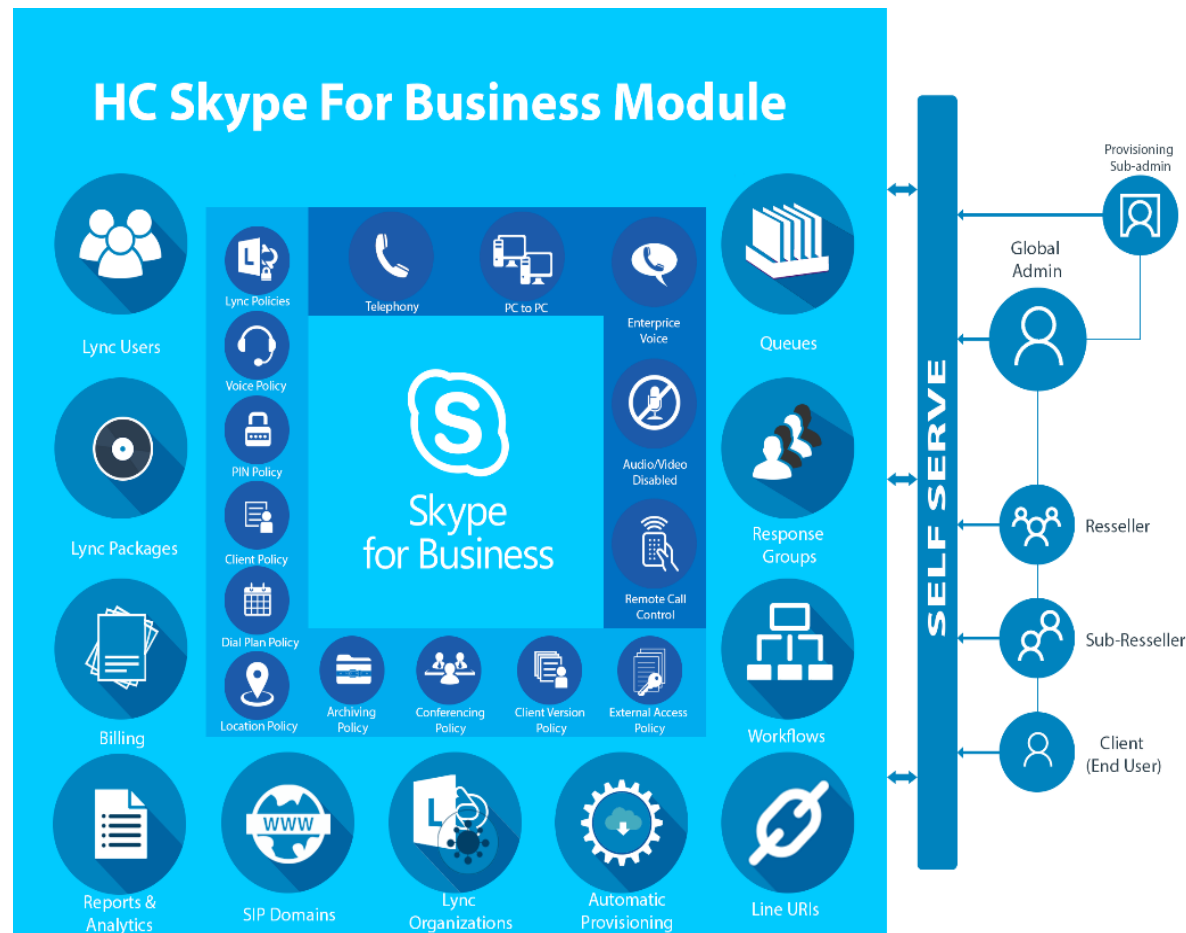 HC Skype For Business Module
Lync Users
Lync Packages
Billing
Reports &
Analytics
SIP Domains
Lync
Organizations
Automatic
Provisioning
Line URIs
Queues
Response
Groups
Workflows
Lync Policies
Voice Policy
PIN Policy
Client Policy
Dial Plan Policy
Location Policy
Archiving
Policy
Conferencing
Policy
Client Version
Policy
External Access
Policy
Telephony
PC to PC
Enterprice
Voice
Audio/Video
Disabled
Remote Call
Control
L
S
Skype
for Business
WWW
L
SELF SERVE
Provisioning
Sub-admin
Global
Admin
Resseller
Sub-Resseller
Client
(End User)